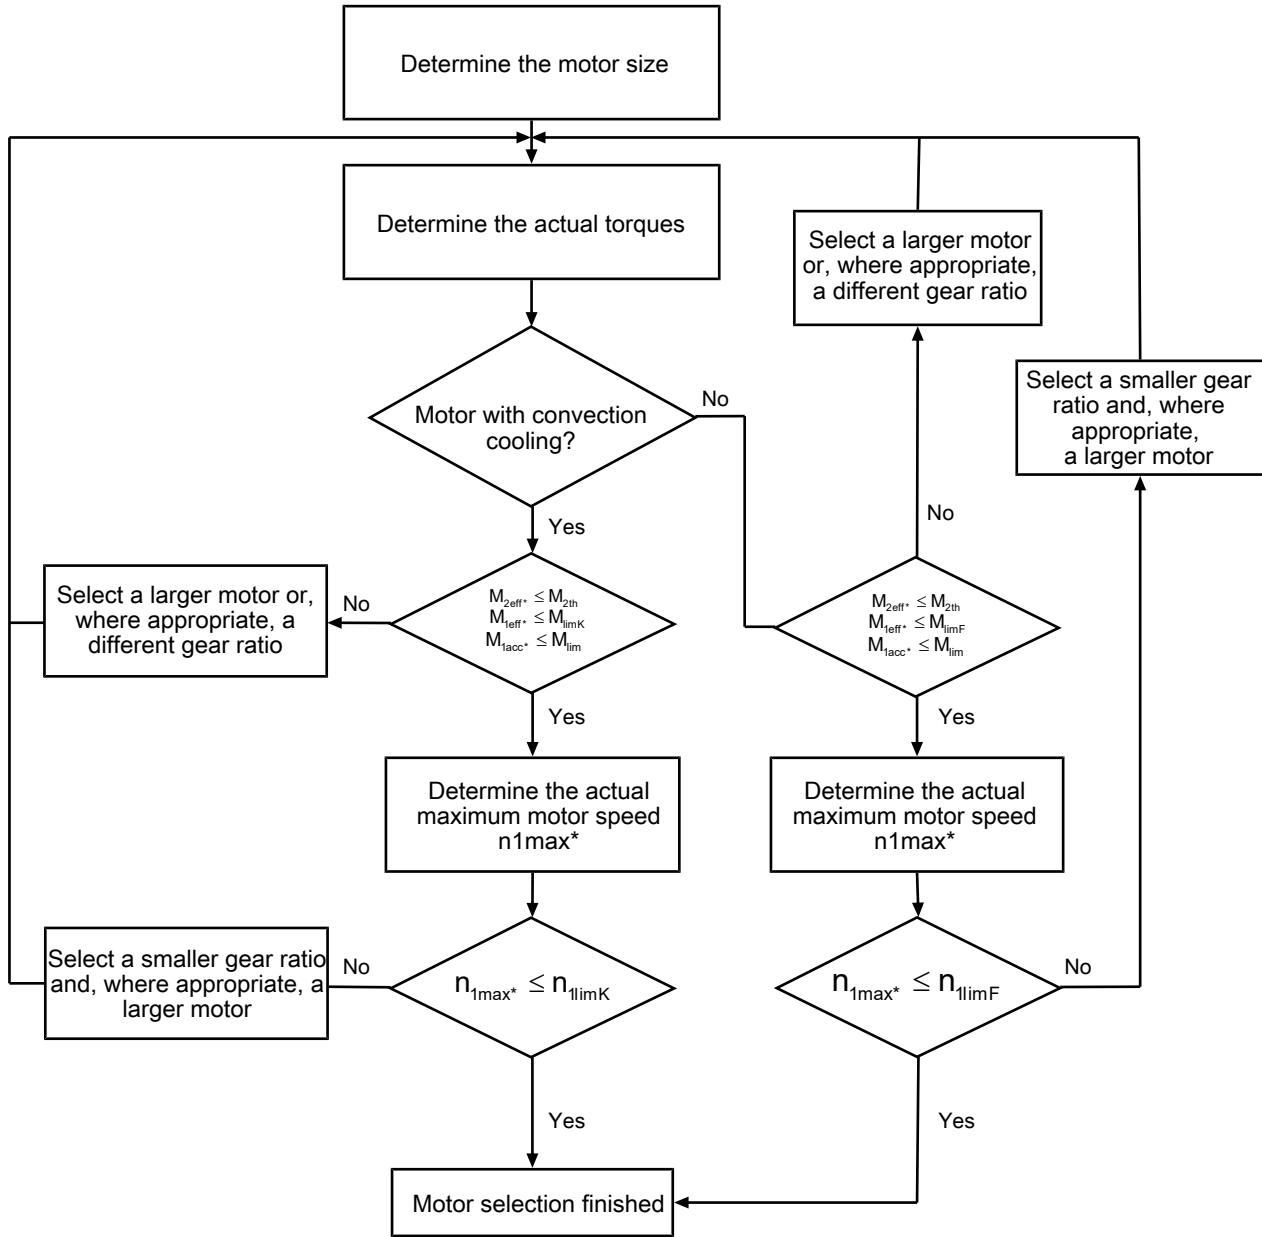 Determine the motor size
Determine the actual torques
Select a larger motor
or, where appropriate,
a different gear ratio
Select a smaller gear
ratio and, where
appropriate,
a larger motor
Motor with convection
cooling?
No
Yes
No
Select a larger motor or,
where appropriate, a
different gear ratio
No
M2eff* ≤ M2th
M1eff* ≤ MlimK
M1acc* ≤ Mlim
M2eff* ≤ M2th
M1eff* ≤ MlimF
M1acc* ≤ Mlim
Yes
Yes
Determine the actual
maximum motor speed
n1max*
Determine the actual
maximum motor speed
n1max*
Select a smaller gear ratio
and, where appropriate, a
larger motor
No
n1max* ≤ n1limK
n1max* ≤ n1limF
No
Yes
Yes
Motor selection finished